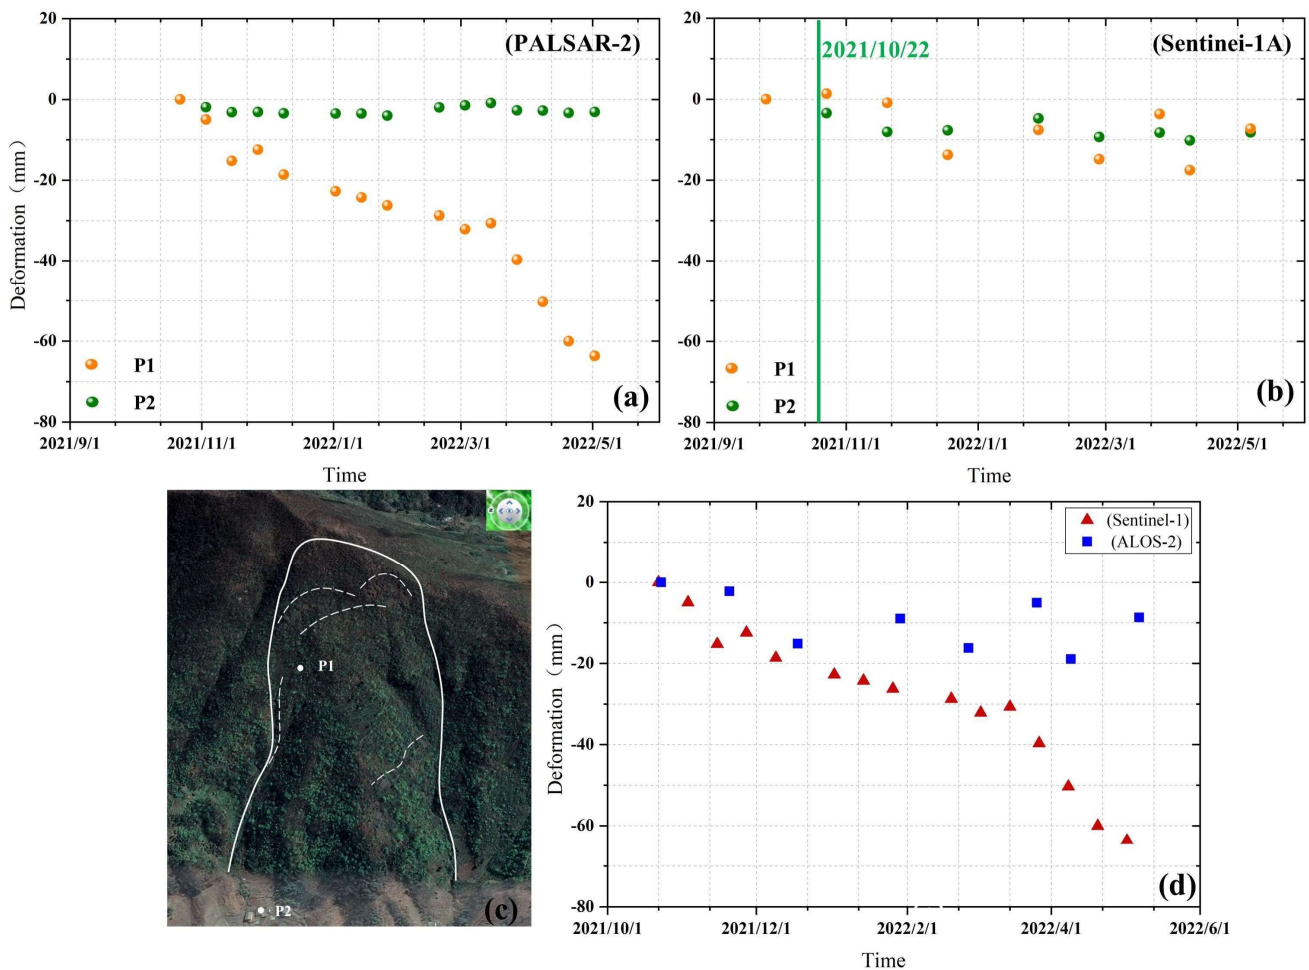 (PALSAR-2)
20
0
-20
-40
-60
-80
Deformation（mm）
P1
P2
(a)
2021/9/1 2021/11/1 2022/1/1 2022/3/1 2022/5/1
Time
(Sentinei-1A)
2021/10/22
20
0
-20
-40
-60
-80
P1
P2
(b)
2021/9/1 2021/11/1 2022/1/1 2022/3/1 2022/5/1
Time
P1
P2
(c)
(Sentinel-1)
(ALOS-2)
20
0
-20
-40
-60
-80
Deformation（mm）
(d)
2021/10/1 2021/12/1 2022/2/1 2022/4/1 2022/6/1
Time